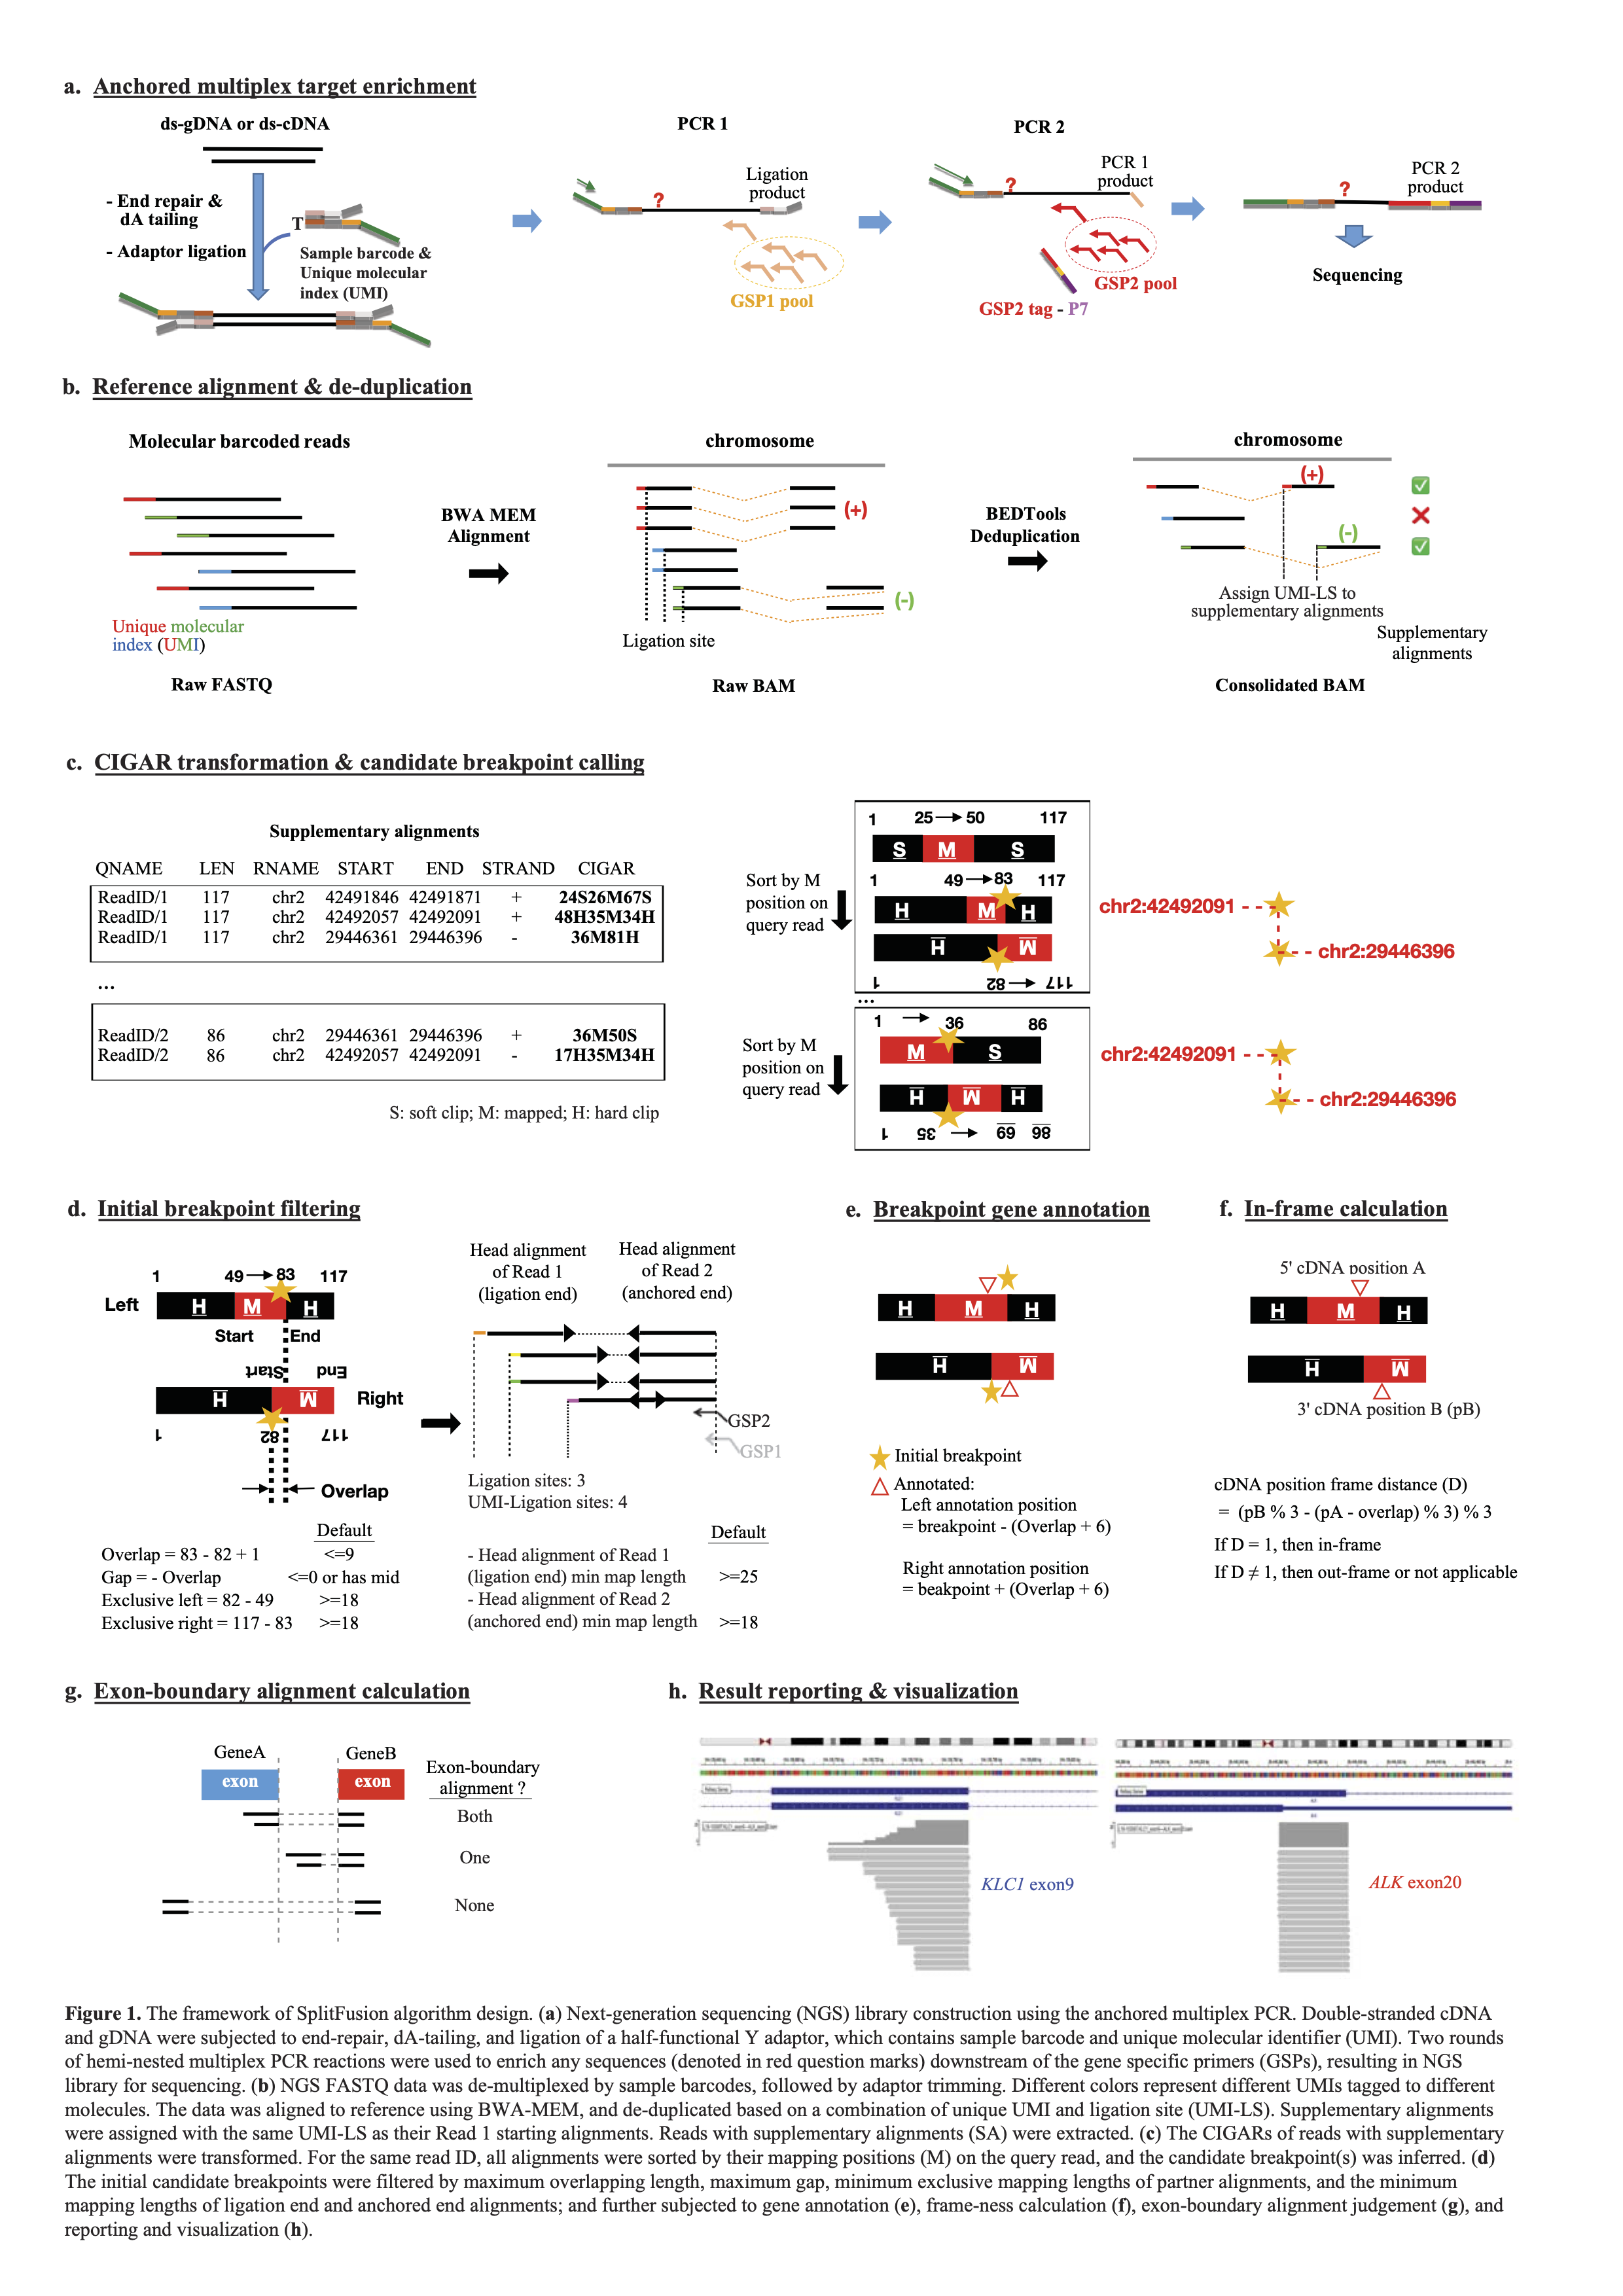 a. Anchored multiplex target enrichment
ds-gDNA or ds-cDNA
- End repair &
dA tailing
- Adaptor ligation
T
Sample barcode &
Unique molecular
index (UMI)
PCR 1
?
Ligation
product
GSP1 pool
PCR 2
?
PCR 1
product
GSP2 pool
GSP2 tag - P7
?
PCR 2
product
Sequencing
b. Reference alignment & de-duplication
Molecular barcoded reads
Unique molecular
index (UMI)
Raw FASTQ
BWA MEM
Alignment
chromosome
(+)
(-)
Ligation site
Raw BAM
BEDTools
Deduplication
chromosome
(+)
(-)
Assign UMI-LS to
supplementary alignments
Supplementary
alignments
Consolidated BAM
c. CIGAR transformation & candidate breakpoint calling
Supplementary alignments
QNAME LEN RNAME START END STRAND CIGAR
ReadID/1 117 chr2 42491846 42491871 + 24S26M67S
ReadID/1 117 chr2 42492057 42492091 + 48H35M34H
ReadID/1 117 chr2 29446361 29446396 - 36M81H
...
ReadID/2 86 chr2 29446361 29446396 + 36M50S
ReadID/2 86 chr2 42492057 42492091 - 17H35M34H
S: soft clip; M: mapped; H: hard clip
Sort by M
position on
query read
1 25 50 117
S M S
1 49 83 117
H M H
H M
1 82 117
...
Sort by M
position on
query read
1 36 86
M S
H M H
1 35 69 86
chr2:42492091
chr2:29446396
chr2:42492091
chr2:29446396
d. Initial breakpoint filtering
1 49 83 117
Left H M H
Start End
Start End
H M Right
1 82 117
Overlap
Default
Overlap = 83 - 82 + 1 <=9
Gap = - Overlap <=0 or has mid
Exclusive left = 82 - 49 >=18
Exclusive right = 117 - 83 >=18
Head alignment
of Read 1
(ligation end)
Head alignment
of Read 2
(anchored end)
GSP2
GSP1
Ligation sites: 3
UMI-Ligation sites: 4
Default
- Head alignment of Read 1
(ligation end) min map length >=25
- Head alignment of Read 2
(anchored end) min map length >=18
e. Breakpoint gene annotation
H M H
H M
Initial breakpoint
Annotated:
Left annotation position
= breakpoint - (Overlap + 6)
Right annotation position
= beakpoint + (Overlap + 6)
f. In-frame calculation
5' cDNA position A
H M H
H M
3' cDNA position B (pB)
cDNA position frame distance (D)
= (pB % 3 - (pA - overlap) % 3) % 3
If D = 1, then in-frame
If D ≠ 1, then out-frame or not applicable
g. Exon-boundary alignment calculation
GeneA GeneB
exon exon
Exon-boundary
alignment ?
Both
One
None
h. Result reporting & visualization
KLC1 exon9
ALK exon20
Figure 1. The framework of SplitFusion algorithm design. (a) Next-generation sequencing (NGS) library construction using the anchored multiplex PCR. Double-stranded cDNA
and gDNA were subjected to end-repair, dA-tailing, and ligation of a half-functional Y adaptor, which contains sample barcode and unique molecular identifier (UMI). Two rounds
of hemi-nested multiplex PCR reactions were used to enrich any sequences (denoted in red question marks) downstream of the gene specific primers (GSPs), resulting in NGS
library for sequencing. (b) NGS FASTQ data was de-multiplexed by sample barcodes, followed by adaptor trimming. Different colors represent different UMIs tagged to different
molecules. The data was aligned to reference using BWA-MEM, and de-duplicated based on a combination of unique UMI and ligation site (UMI-LS). Supplementary alignments
were assigned with the same UMI-LS as their Read 1 starting alignments. Reads with supplementary alignments (SA) were extracted. (c) The CIGARs of reads with supplementary
alignments were transformed. For the same read ID, all alignments were sorted by their mapping positions (M) on the query read, and the candidate breakpoint(s) was inferred. (d)
The initial candidate breakpoints were filtered by maximum overlapping length, maximum gap, minimum exclusive mapping lengths of partner alignments, and the minimum
mapping lengths of ligation end and anchored end alignments; and further subjected to gene annotation (e), frame-ness calculation (f), exon-boundary alignment judgement (g), and
reporting and visualization (h).